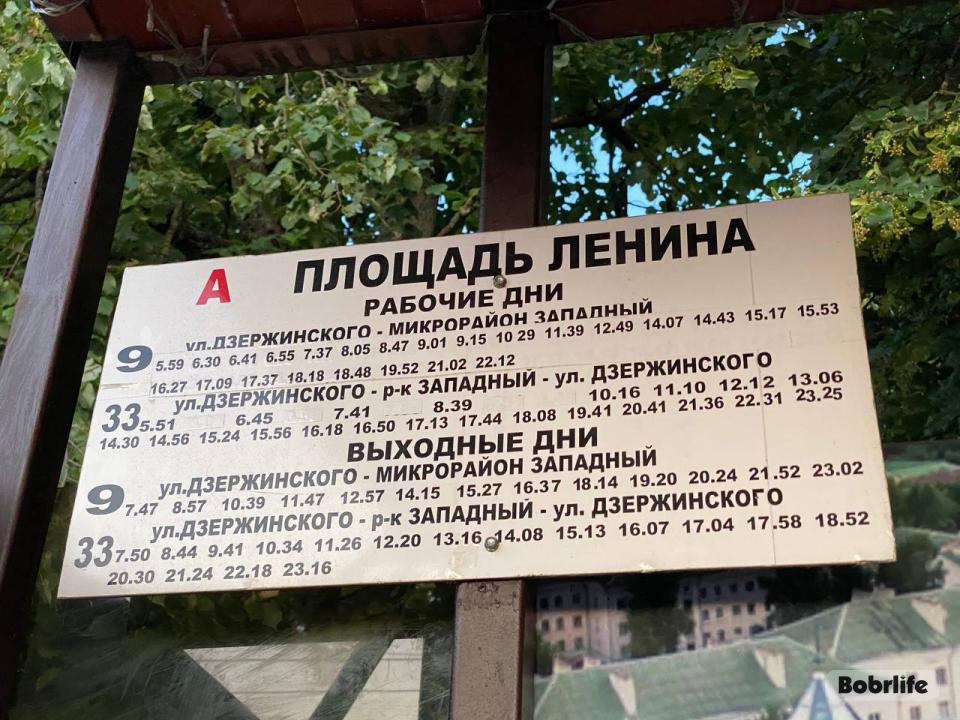 А ПЛОЩАДЬ ЛЕНИНА
РАБОЧИЕ ДНИ
ул.ДЗЕРЖИНСКОГО - МИКРОРАЙОН ЗАПАДНЫЙ
9 5.59 6.30 6.41 6.55 7.37 8.05 8.47 9.01 9.15 10 29 11.39 12.49 14.07 14.43 15.17 15.53
16.27 17.09 17.37 18.18 18.48 19.52 21.02 22.12
ул.ДЗЕРЖИНСКОГО - р-к ЗАПАДНЫЙ - ул. ДЗЕРЖИНСКОГО
33 5.51 6.45 7.41 8.39 10.16 11.10 12.12 13.06
14.30 14.56 15.24 15.56 16.18 16.50 17.13 17.44 18.08 19.41 20.41 21.36 22.31 23.25
ВЫХОДНЫЕ ДНИ
ул.ДЗЕРЖИНСКОГО - МИКРОРАЙОН ЗАПАДНЫЙ
9 7.47 8.57 10.39 11.47 12.57 14.15 15.27 16.37 18.14 19.20 20.24 21.52 23.02
ул.ДЗЕРЖИНСКОГО - р-к ЗАПАДНЫЙ - ул. ДЗЕРЖИНСКОГО
33 7.50 8.44 9.41 10.34 11.26 12.20 13.16 14.08 15.13 16.07 17.04 17.58 18.52
20.30 21.24 22.18 23.16
Bobrlife